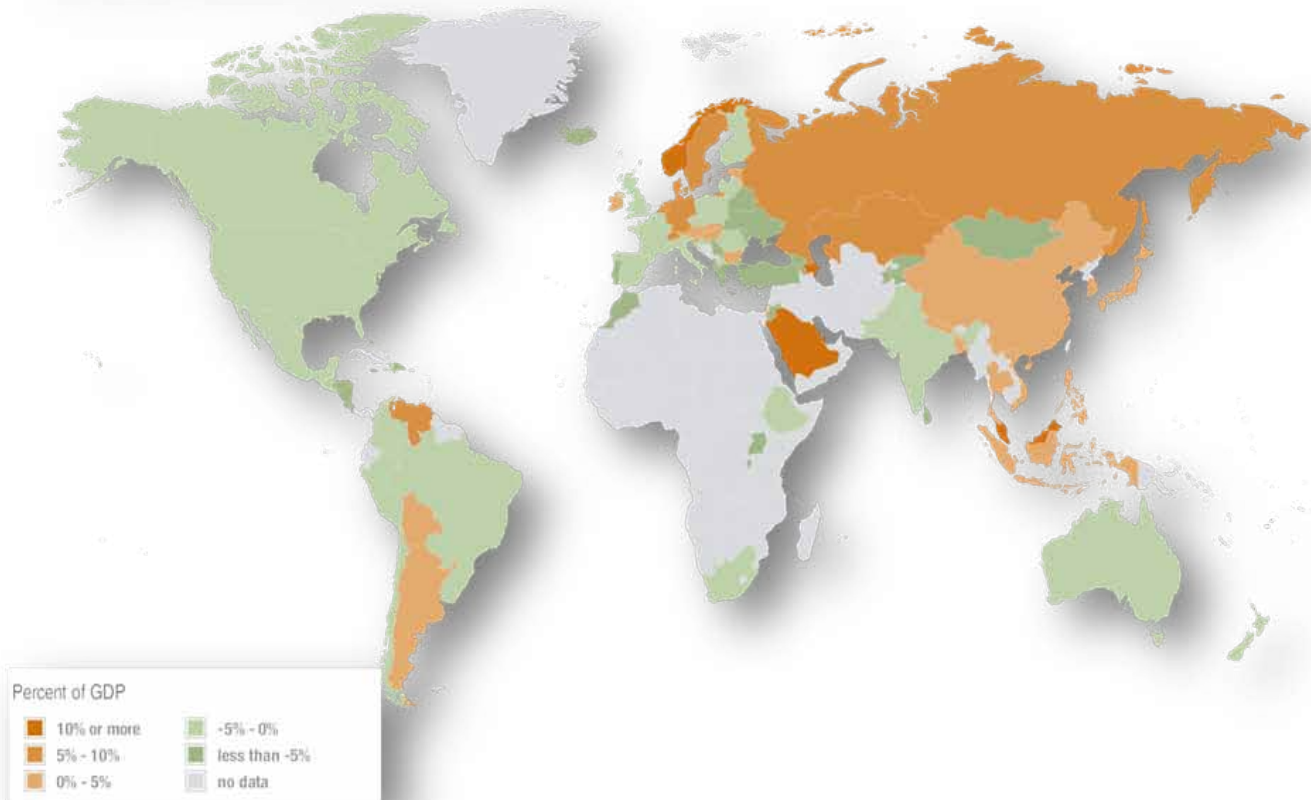 Percent of GDP
10% or more
5% - 10%
0% - 5%
-5% - 0%
less than -5%
no data